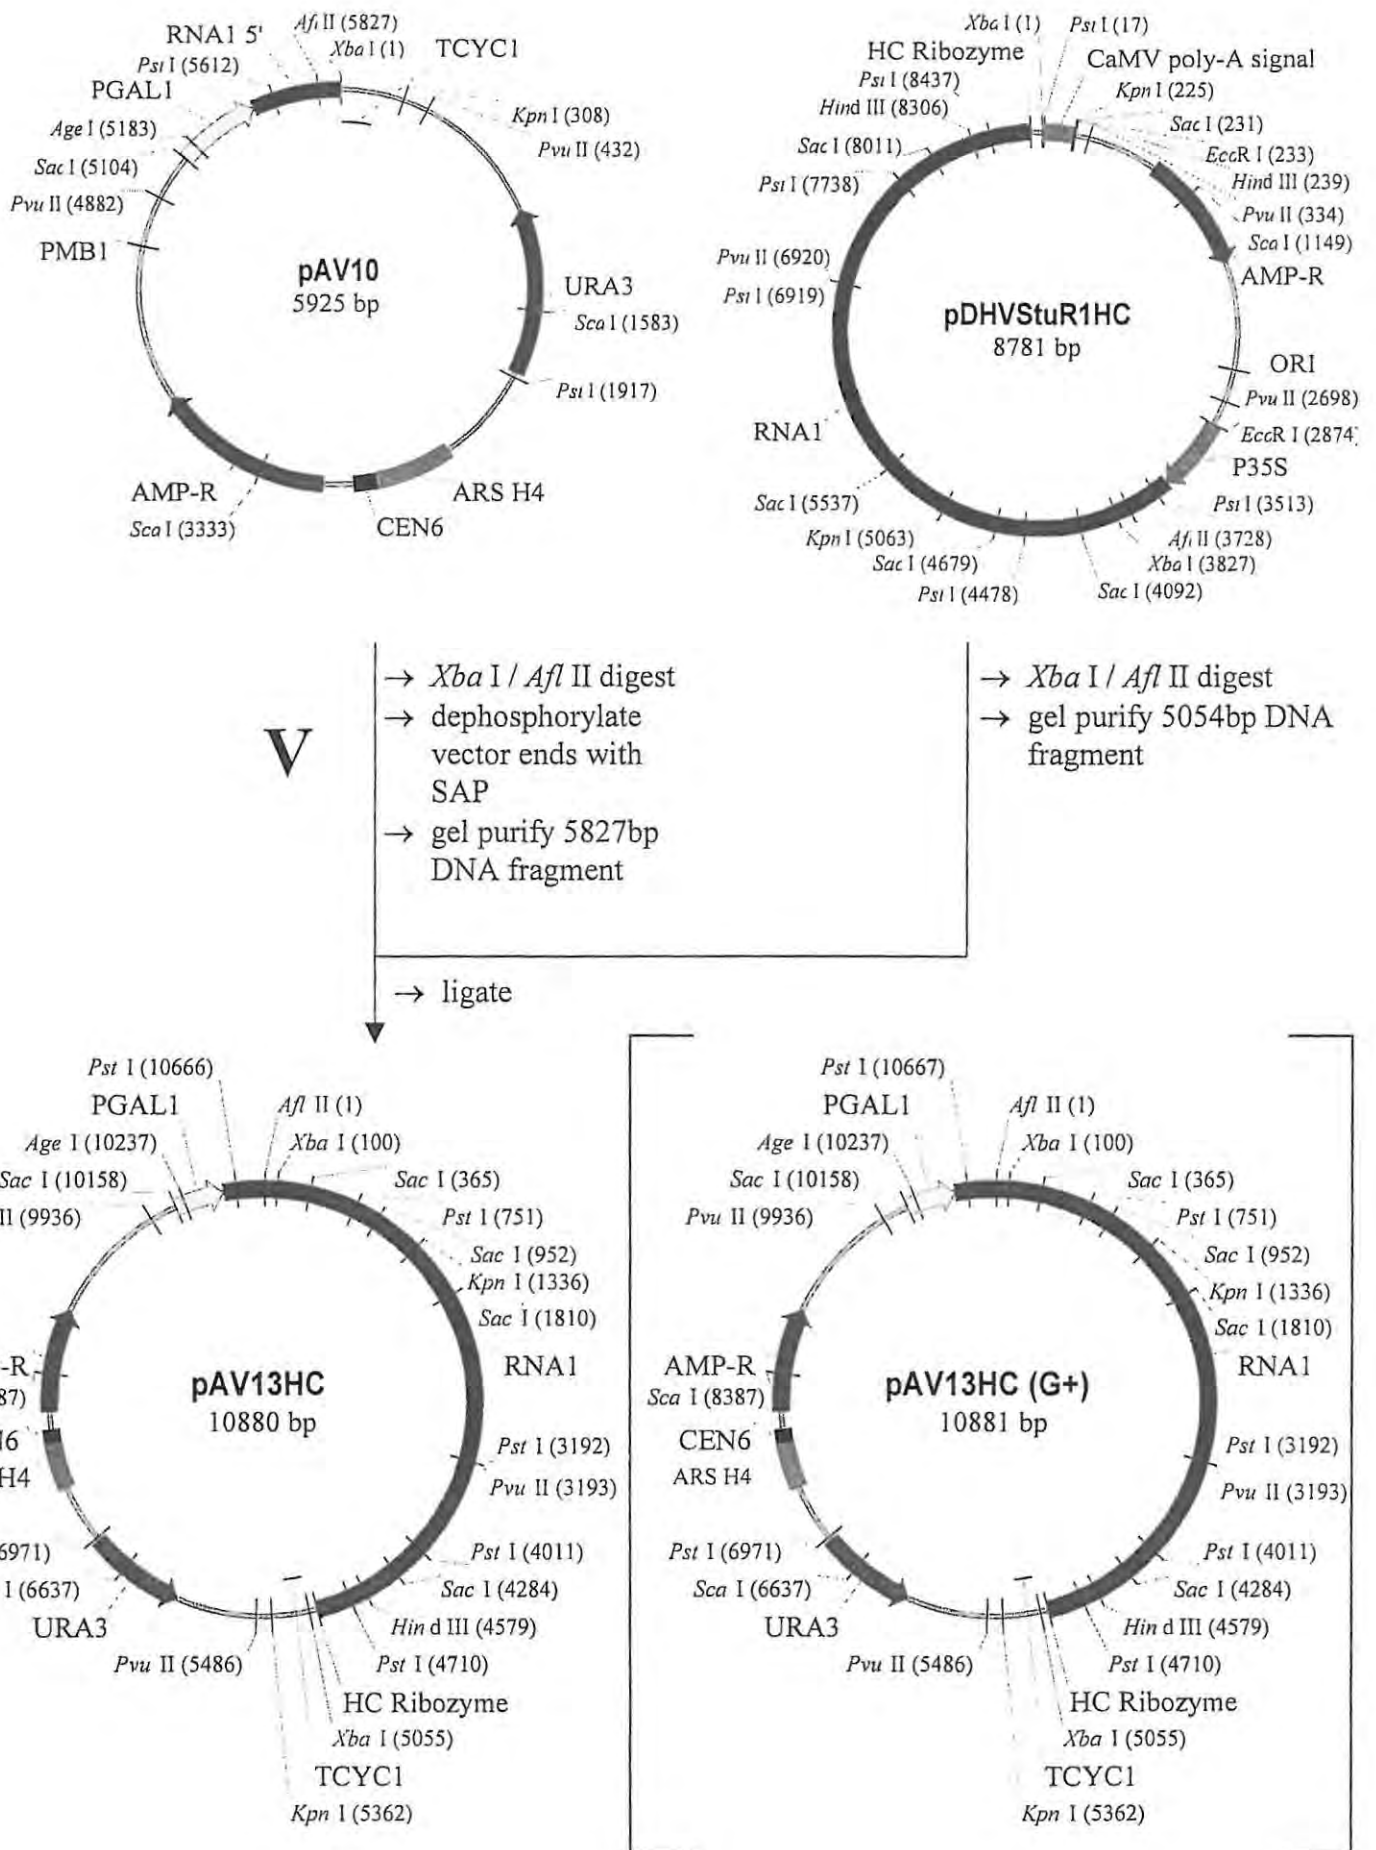 RNA1 5'
Afl II (5827)
Xba I (1)
TCYC1
Pst I (5612)
PGAL1
Kpn I (308)
Age I (5183)
Pvu II (432)
Sac I (5104)
Pvu II (4882)
PMB1
pAV10
5925 bp
URA3
Sca I (1583)
Pst I (1917)
AMP-R
ARS H4
Sca I (3333)
CEN6
Xba I (1)
Pst I (17)
HC Ribozyme
CaMV poly-A signal
Pst I (8437)
Kpn I (225)
Hind III (8306)
Sac I (231)
Sac I (8011)
EcoR I (233)
Pst I (7738)
Hind III (239)
Pvu II (334)
Sca I (1149)
Pvu II (6920)
AMP-R
Pst I (6919)
pDHVStuR1HC
8781 bp
ORI
Pvu II (2698)
RNA1
EcoR I (2874)
P35S
Sac I (5537)
Pst I (3513)
Kpn I (5063)
Afl II (3728)
Sac I (4679)
Xba I (3827)
Pst I (4478)
Sac I (4092)
V
→ Xba I / Afl II digest
→ dephosphorylate
vector ends with
SAP
→ gel purify 5827bp
DNA fragment
→ Xba I / Afl II digest
→ gel purify 5054bp DNA
fragment
→ ligate
Pst I (10666)
PGAL1
Afl II (1)
Age I (10237)
Xba I (100)
Sac I (10158)
Sac I (365)
II (9936)
Pst I (751)
Sac I (952)
Kpn I (1336)
Sac I (1810)
-R
pAV13HC
RNA1
87)
10880 bp
N6
Pst I (3192)
H4
Pvu II (3193)
6971)
Pst I (4011)
I (6637)
Sac I (4284)
URA3
Hin d III (4579)
Pvu II (5486)
Pst I (4710)
HC Ribozyme
Xba I (5055)
TCYC1
Kpn I (5362)
Pst I (10667)
PGAL1
Afl II (1)
Age I (10237)
Xba I (100)
Sac I (10158)
Sac I (365)
Pvu II (9936)
Pst I (751)
Sac I (952)
Kpn I (1336)
Sac I (1810)
AMP-R
pAV13HC (G+)
RNA1
Sca I (8387)
10881 bp
CEN6
Pst I (3192)
ARS H4
Pvu II (3193)
Pst I (6971)
Pst I (4011)
Sca I (6637)
Sac I (4284)
URA3
Hin d III (4579)
Pvu II (5486)
Pst I (4710)
HC Ribozyme
Xba I (5055)
TCYC1
Kpn I (5362)